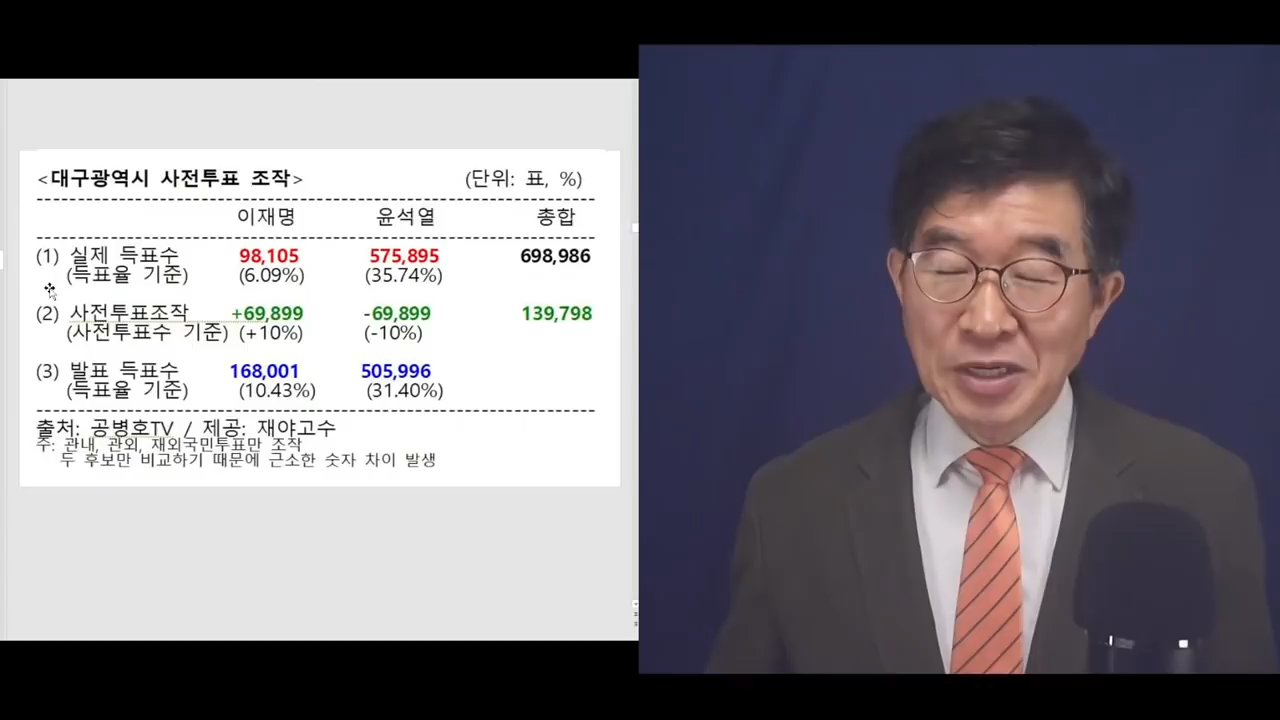 <대구광역시 사전투표 조작> (단위: 표, %)
이재명 윤석열 총합
(1) 실제 득표수 98,105 575,895 698,986
(득표율 기준) (6.09%) (35.74%)
(2) 사전투표조작 +69,899 -69,899 139,798
(사전투표수 기준) (+10%) (-10%)
(3) 발표 득표수 168,001 505,996
(득표율 기준) (10.43%) (31.40%)
출처: 공병호TV / 제공: 재야고수
주: 관내, 관외, 재외국민투표만 조작
두 후보만 비교하기 때문에 근소한 숫자 차이 발생